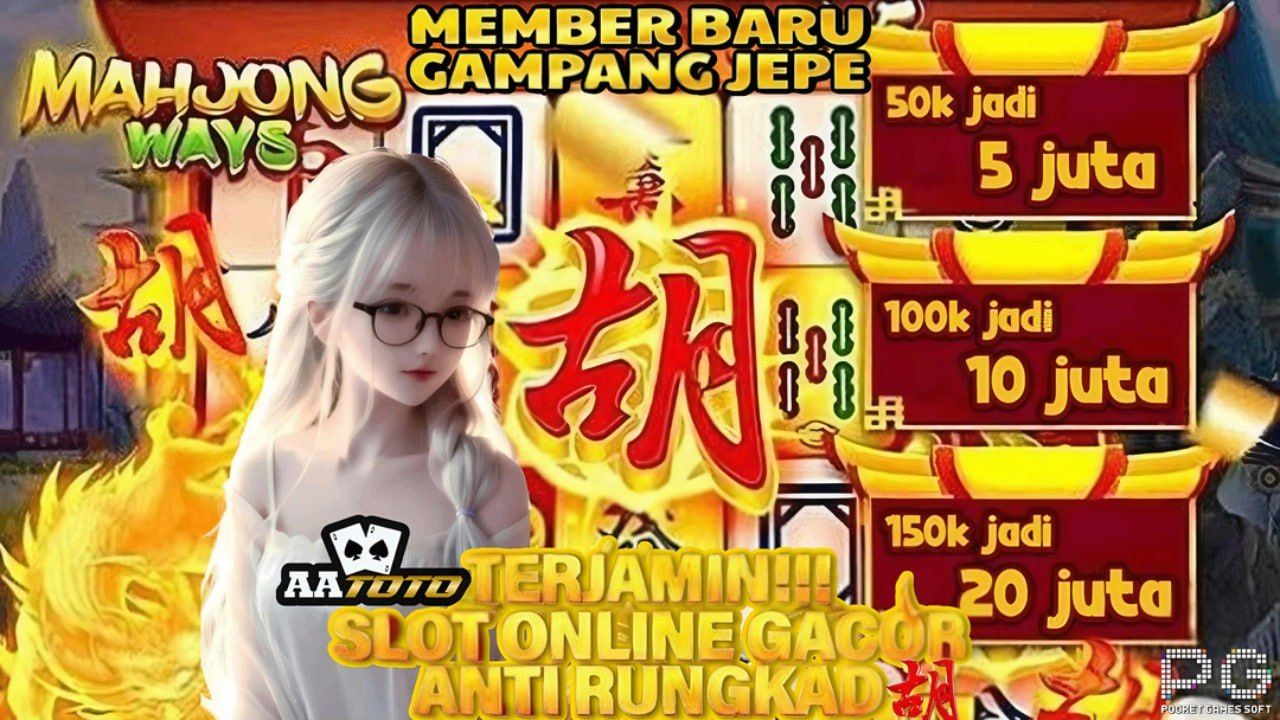 MEMBER BARU
GAMPANG JEPE
MAHJONG
WAYS
50k jadi
5 juta
胡
胡
100k jadi
10 juta
150k jadi
20 juta
AATOTO
TERJAMIN!!!
SLOT ONLINE GACOR
ANTI RUNGKAD
胡
PG
POCKET GAMES SOFT